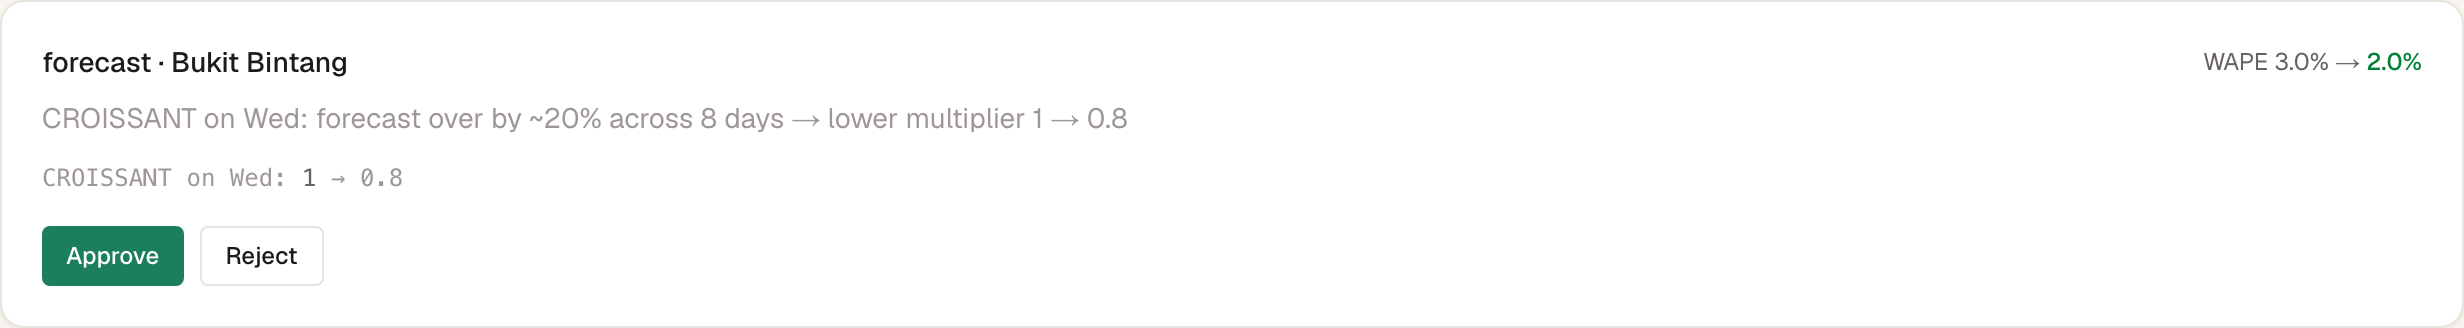 forecast · Bukit Bintang
WAPE 3.0% → 2.0%
CROISSANT on Wed: forecast over by ~20% across 8 days → lower multiplier 1 → 0.8
CROISSANT on Wed: 1 → 0.8
Approve
Reject